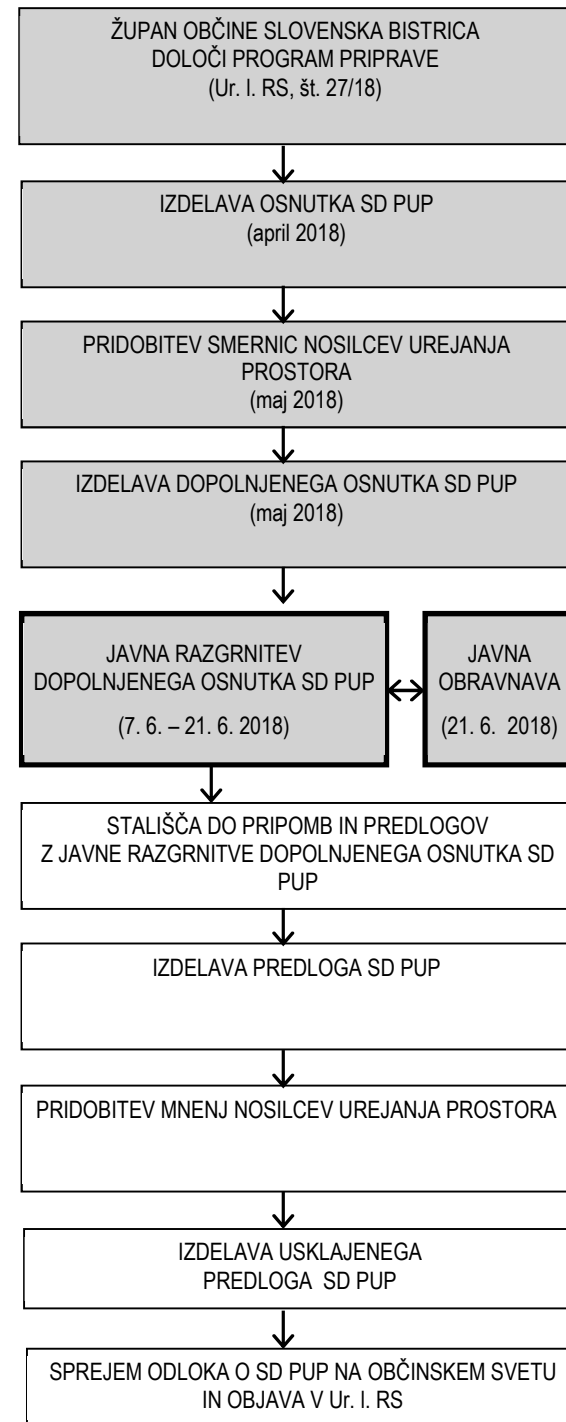 ŽUPAN OBČINE SLOVENSKA BISTRICA
DOLOČI PROGRAM PRIPRAVE
(Ur. l. RS, št. 27/18)
IZDELAVA OSNUTKA SD PUP
(april 2018)
PRIDOBITEV SMERNIC NOSILCEV UREJANJA
PROSTORA
(maj 2018)
IZDELAVA DOPOLNJENEGA OSNUTKA SD PUP
(maj 2018)
JAVNA RAZGRNITEV
DOPOLNJENEGA OSNUTKA SD PUP
(7. 6. – 21. 6. 2018)
JAVNA
OBRAVNAVA
(21. 6. 2018)
STALIŠČA DO PRIPOMB IN PREDLOGOV
Z JAVNE RAZGRNITVE DOPOLNJENEGA OSNUTKA SD
PUP
IZDELAVA PREDLOGA SD PUP
PRIDOBITEV MNENJ NOSILCEV UREJANJA PROSTORA
IZDELAVA USKLAJENEGA
PREDLOGA SD PUP
SPREJEM ODLOKA O SD PUP NA OBČINSKEM SVETU
IN OBJAVA V Ur. l. RS